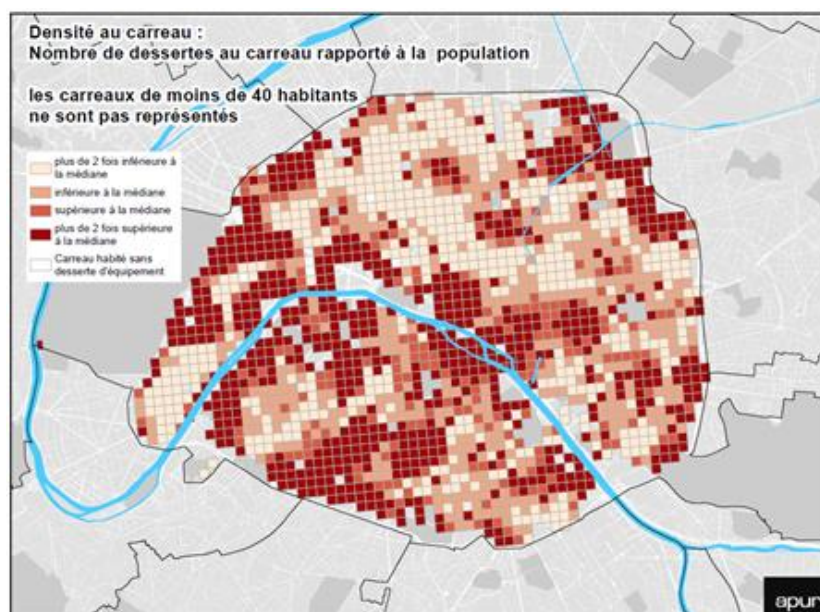 Densité au carreau :
Nombre de dessertes au carreau rapporté à la population
les carreaux de moins de 40 habitants
ne sont pas représentés
plus de 2 fois inférieure à
la médiane
inférieure à la médiane
supérieure à la médiane
plus de 2 fois supérieure
à la médiane
Carreau habité sans
desserte d'équipement
apur